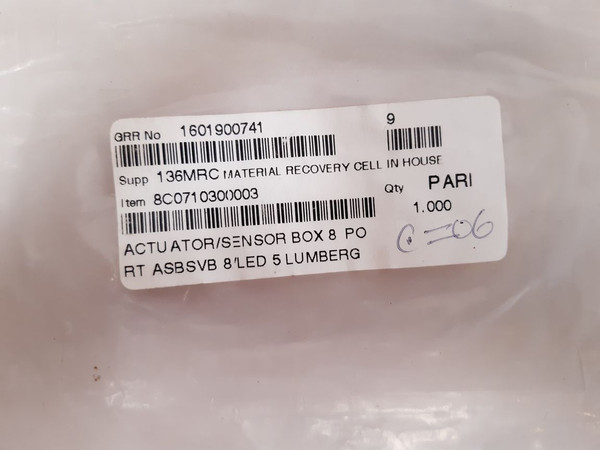 GRR No 1601900741 9
Supp 136MRC MATERIAL RECOVERY CELL IN HOUSE
Item 8C0710300003 Qty PARI
1.000
ACTUATOR/SENSOR BOX 8 PO
RT ASBSVB 8/LED 5 LUMBERG
C=06